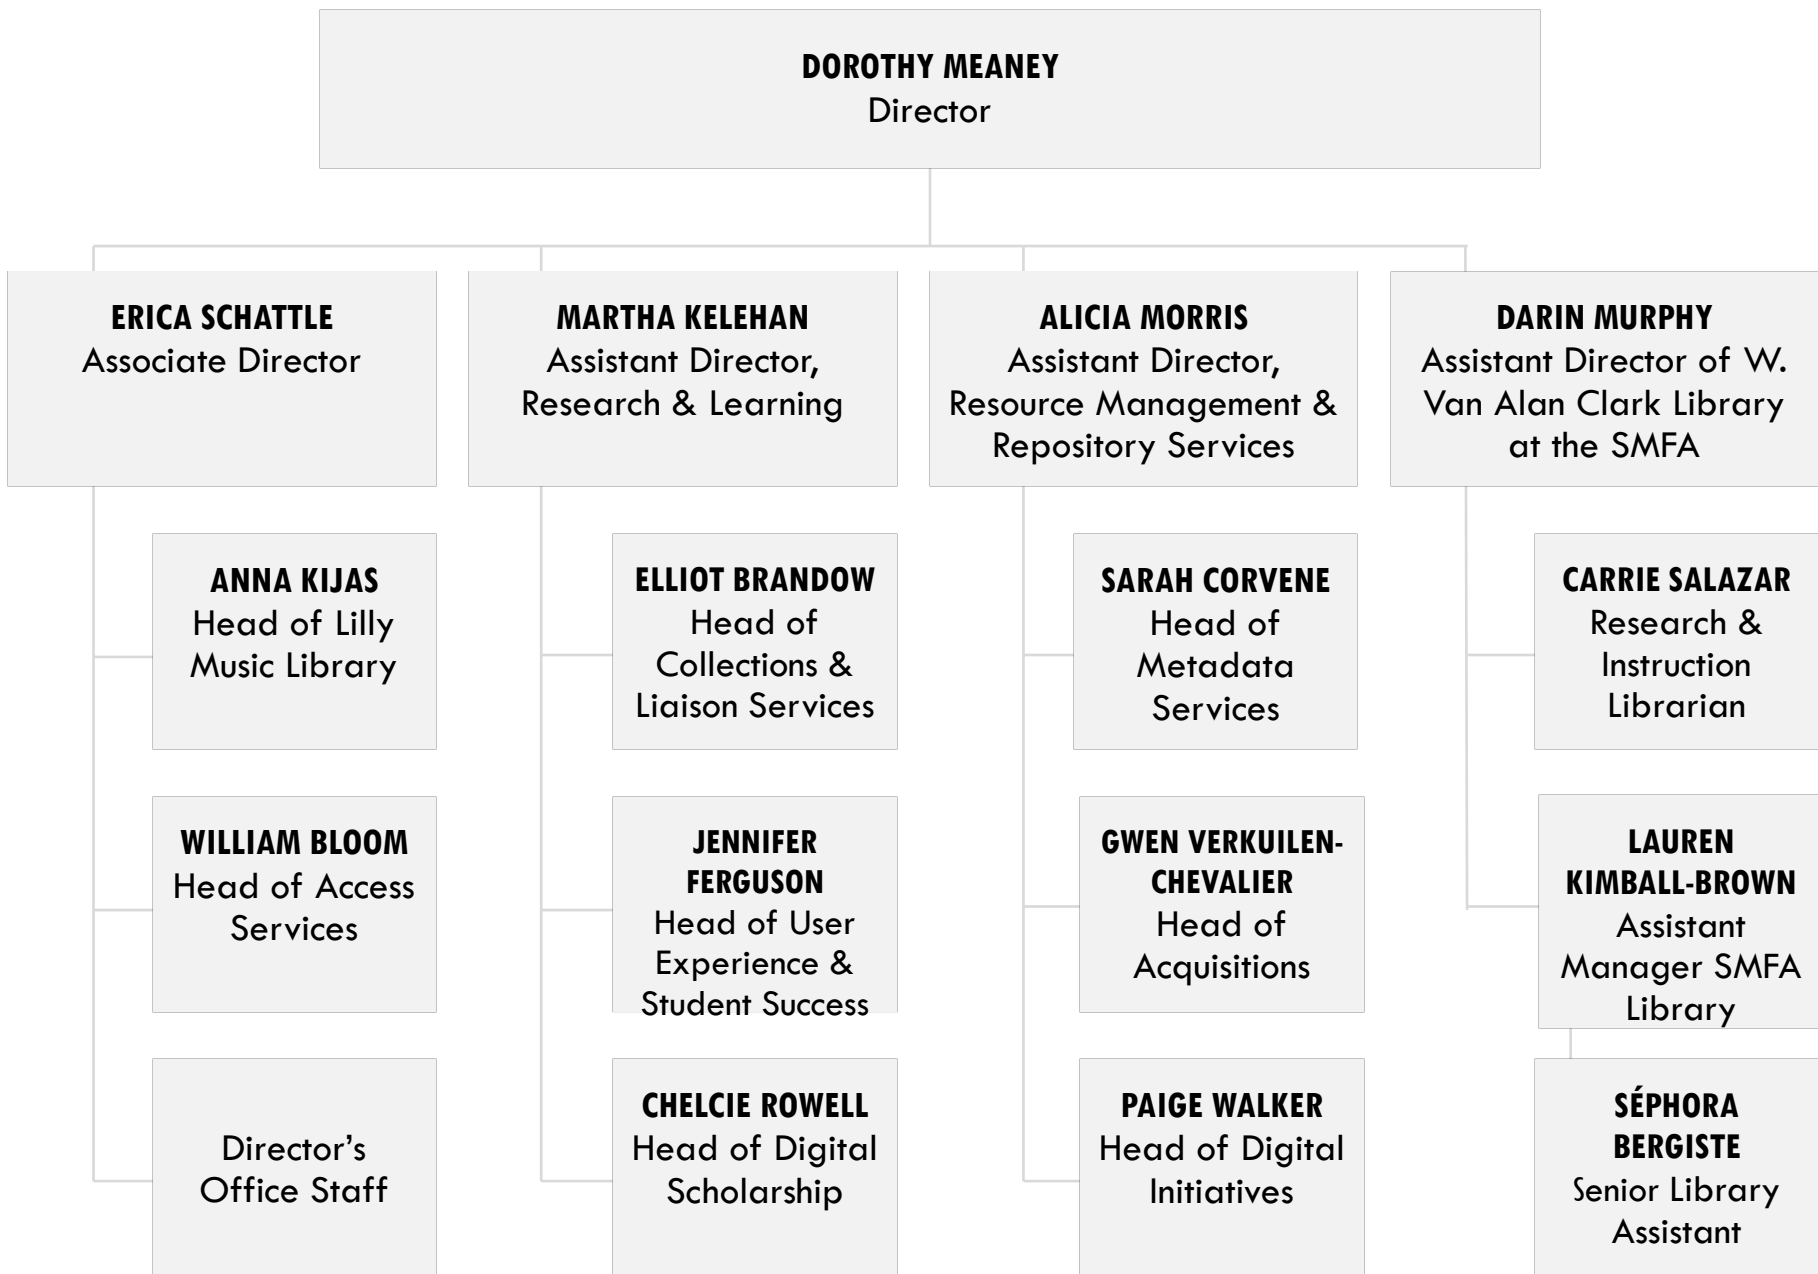 DOROTHY MEANEY
Director
ERICA SCHATTLE
Associate Director
MARTHA KELEHAN
Assistant Director,
Research & Learning
ALICIA MORRIS
Assistant Director,
Resource Management &
Repository Services
DARIN MURPHY
Assistant Director of W.
Van Alan Clark Library
at the SMFA
ANNA KIJAS
Head of Lilly
Music Library
ELLIOT BRANDOW
Head of
Collections &
Liaison Services
SARAH CORVENE
Head of
Metadata
Services
CARRIE SALAZAR
Research &
Instruction
Librarian
WILLIAM BLOOM
Head of Access
Services
JENNIFER
FERGUSON
Head of User
Experience &
Student Success
GWEN VERKUILEN-
CHEVALIER
Head of
Acquisitions
LAUREN
KIMBALL-BROWN
Assistant
Manager SMFA
Library
Director’s
Office Staff
CHELCIE ROWELL
Head of Digital
Scholarship
PAIGE WALKER
Head of Digital
Initiatives
SÉPHORA
BERGISTE
Senior Library
Assistant